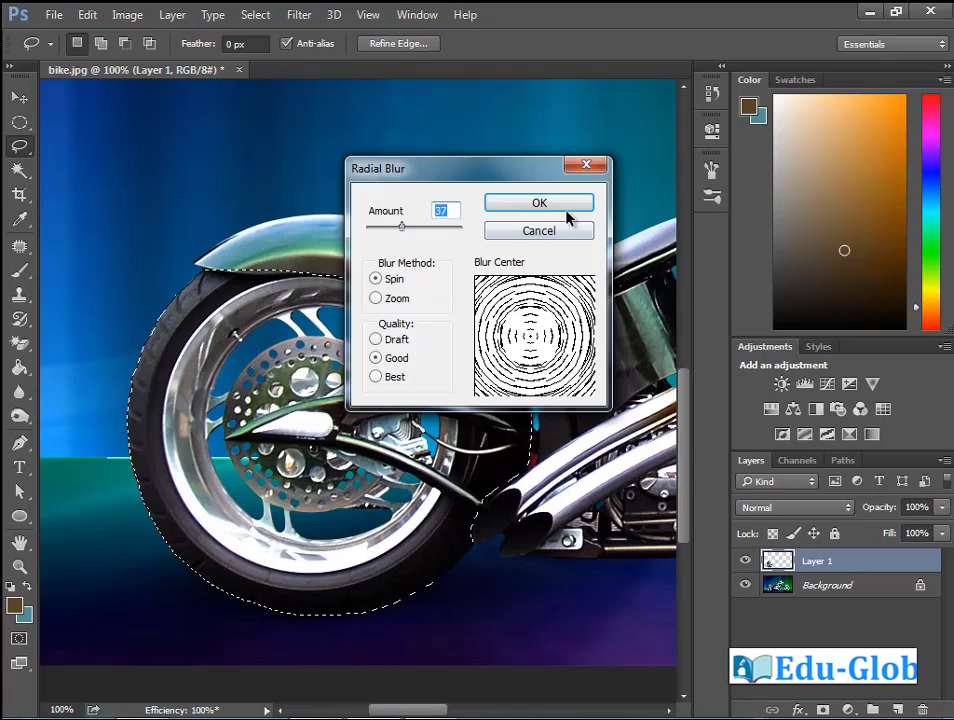 Ps File Edit Image Layer Type Select Filter 3D View Window Help
Feather: 0 px Anti-alias Refine Edge... Essentials
bike.jpg @ 100% (Layer 1, RGB/8#) * ×
Color Swatches
Radial Blur
Amount 37 OK
Cancel
Blur Method: Blur Center
Spin
Zoom
Quality:
Draft
Good
Best
Adjustments Styles
Add an adjustment
Layers Channels Paths
Kind
Normal Opacity: 100%
Lock: Fill: 100%
Layer 1
Background
Edu-Glob
100% Efficiency: 100%*